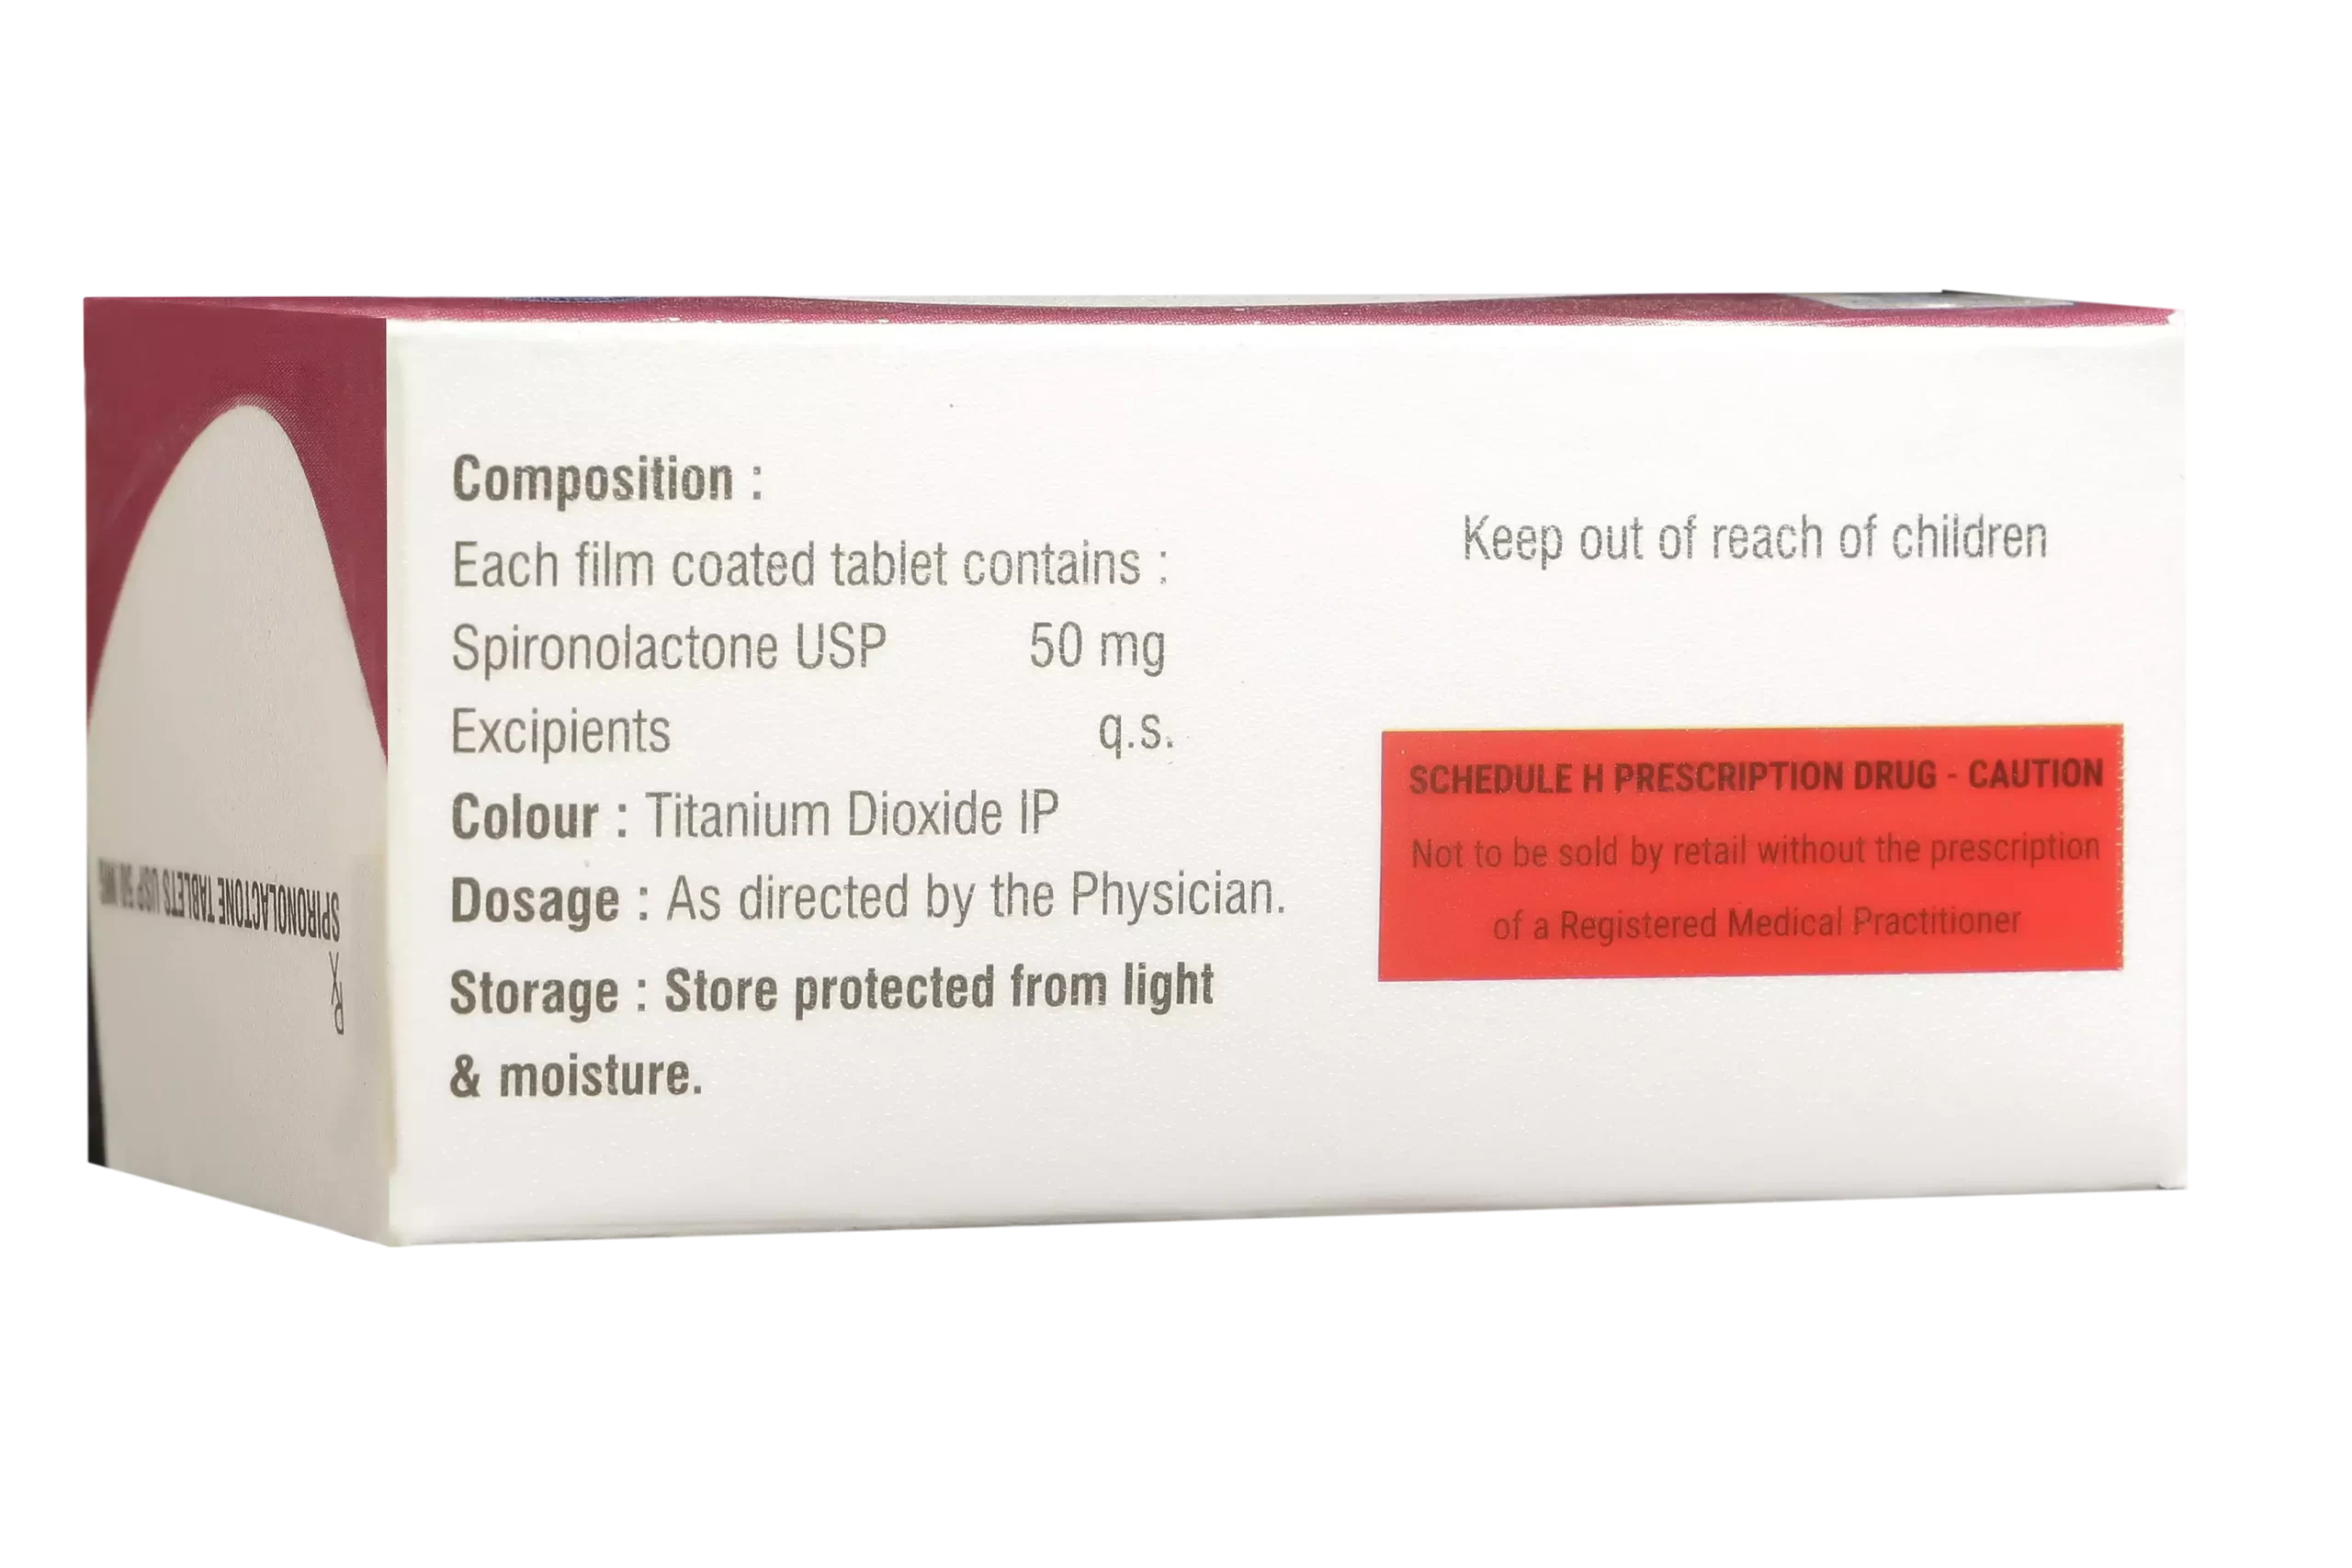 Composition :
Each film coated tablet contains :
Spironolactone USP 50 mg
Excipients q.s.
Colour : Titanium Dioxide IP
Dosage : As directed by the Physician.
Storage : Store protected from light
& moisture.
Keep out of reach of children
SCHEDULE H PRESCRIPTION DRUG - CAUTION
Not to be sold by retail without the prescription
of a Registered Medical Practitioner
℞
SPIRONOLACTONE TABLETS USP 50 MG